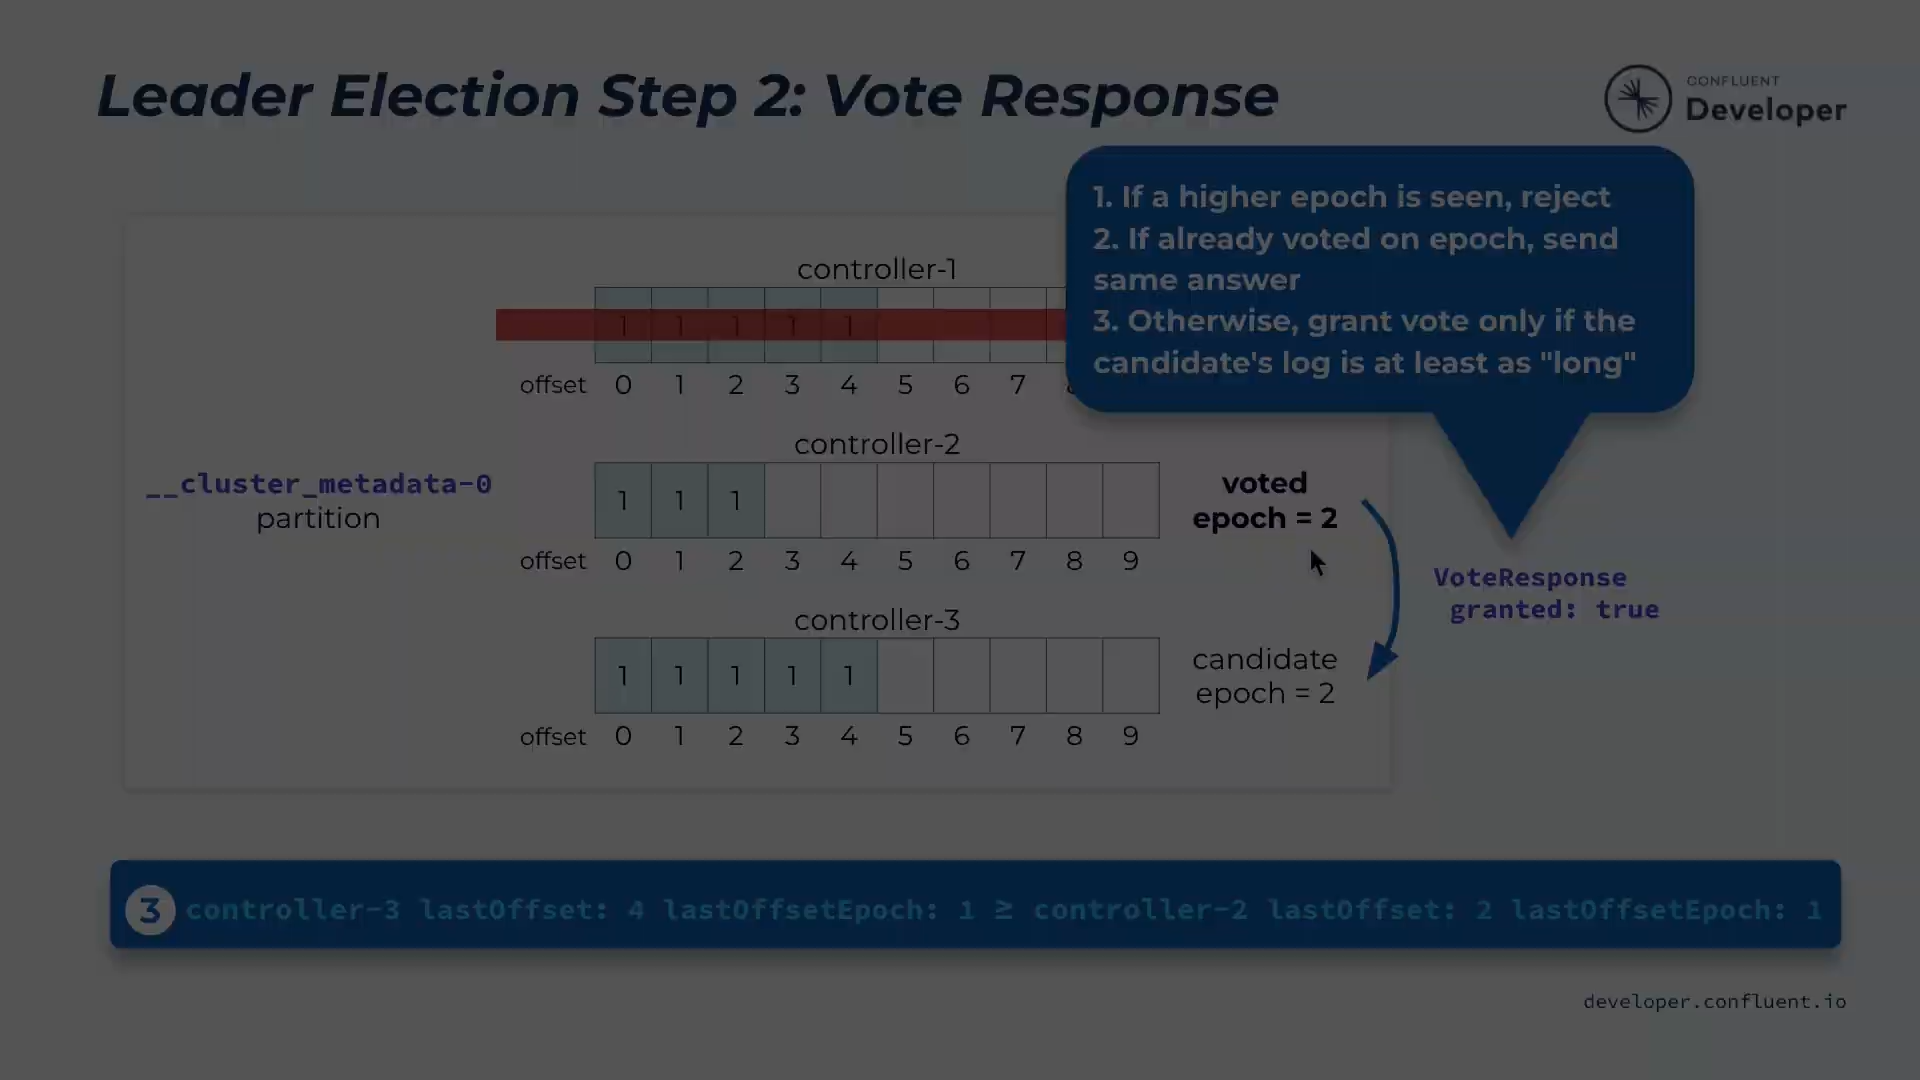 Leader Election Step 2: Vote Response
CONFLUENT
Developer
1. If a higher epoch is seen, reject
2. If already voted on epoch, send
same answer
3. Otherwise, grant vote only if the
candidate's log is at least as "long"
controller-1
1 1 1 1 1
offset 0 1 2 3 4 5 6 7
controller-2
__cluster_metadata-0
partition
1 1 1
voted
epoch = 2
offset 0 1 2 3 4 5 6 7 8 9
VoteResponse
granted: true
controller-3
1 1 1 1 1
candidate
epoch = 2
offset 0 1 2 3 4 5 6 7 8 9
3 controller-3 lastOffset: 4 lastOffsetEpoch: 1 ≥ controller-2 lastOffset: 2 lastOffsetEpoch: 1
developer.confluent.io